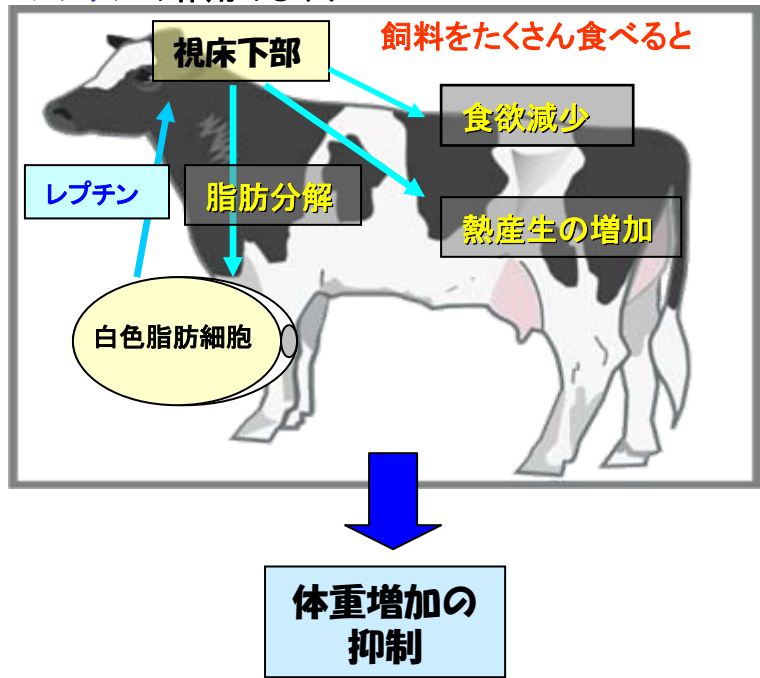 視床下部
飼料をたくさん食べると
食欲減少
レプチン
脂肪分解
熱産生の増加
白色脂肪細胞
体重増加の
抑制